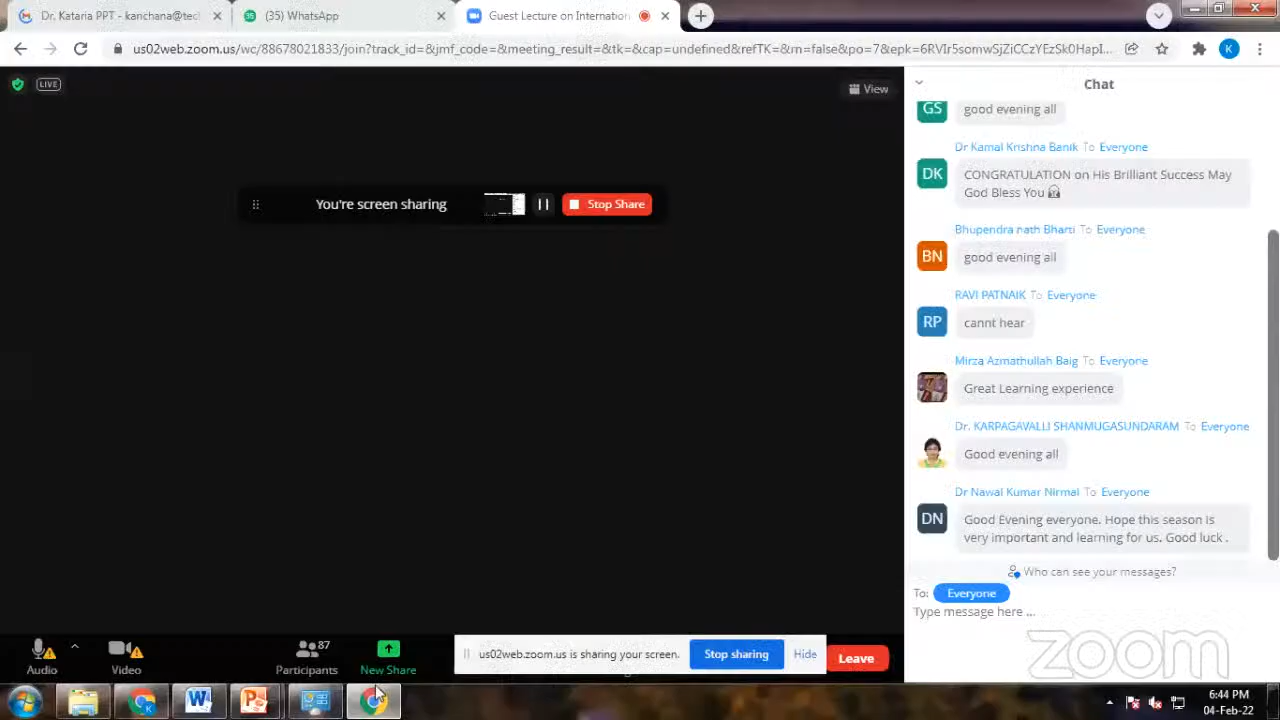 Dr. Kataria PPT - kanchana@tec
(35) WhatsApp
Guest Lecture on Internation
us02web.zoom.us/wc/88678021833/join?track_id=&jmf_code=&meeting_result=&tk=&cap=undefined&refTK=&rn=false&po=7&epk=6RVIr5somwSjZiCCzYEzSk0HapI...
K
LIVE
View
You're screen sharing
Stop Share
Chat
GS
good evening all
Dr Kamal Krishna Banik To Everyone
DK
CONGRATULATION on His Brilliant Success May
God Bless You
Bhupendra nath Bharti To Everyone
BN
good evening all
RAVI PATNAIK To Everyone
RP
cannt hear
Mirza Azmathullah Baig To Everyone
Great Learning experience
Dr. KARPAGAVALLI SHANMUGASUNDARAM To Everyone
Good evening all
Dr Nawal Kumar Nirmal To Everyone
DN
Good Evening everyone. Hope this season is
very important and learning for us. Good luck .
Who can see your messages?
To: Everyone
Type message here ...
zoom
Audio
Video
87
Participants
New Share
us02web.zoom.us is sharing your screen.
Stop sharing
Hide
Leave
6:44 PM
04-Feb-22